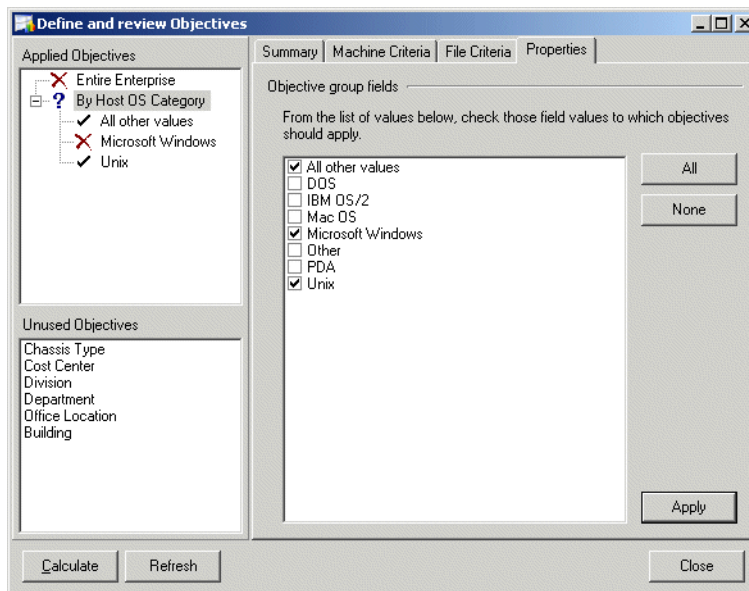 Define and review Objectives
Applied Objectives
Entire Enterprise
? By Host OS Category
All other values
Microsoft Windows
Unix
Unused Objectives
Chassis Type
Cost Center
Division
Department
Office Location
Building
Summary
Machine Criteria
File Criteria
Properties
Objective group fields
From the list of values below, check those field values to which objectives
should apply.
All other values
DOS
IBM OS/2
Mac OS
Microsoft Windows
Other
PDA
Unix
All
None
Apply
Calculate
Refresh
Close